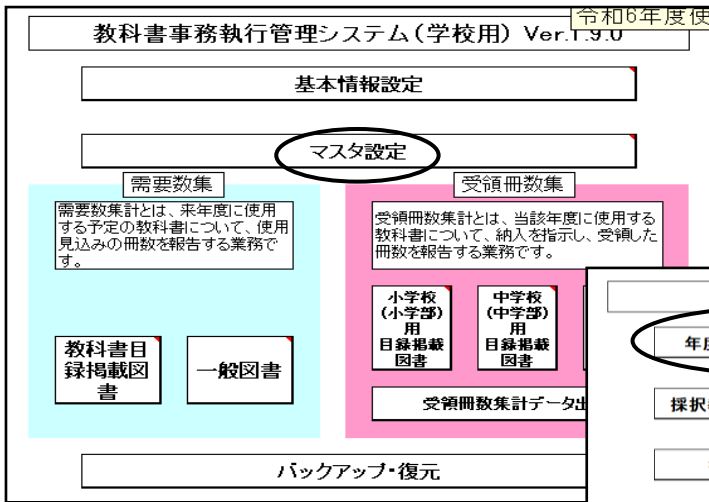 令和6年度使
教科書事務執行管理システム(学校用) Ver.1.9.0
基本情報設定
マスタ設定
需要数集
需要数集計とは、来年度に使用
する予定の教科書について、使用
見込みの冊数を報告する業務で
す。
教科書目
録掲載図
書
一般図書
受領冊数集
受領冊数集計とは、当該年度に使用する
教科書について、納入を指示し、受領した
冊数を報告する業務です。
小学校
(小学部)
用
目録掲載
図書
中学校
(中学部)
用
目録掲載
図書
受領冊数集計データ出
バックアップ・復元
年度
採択